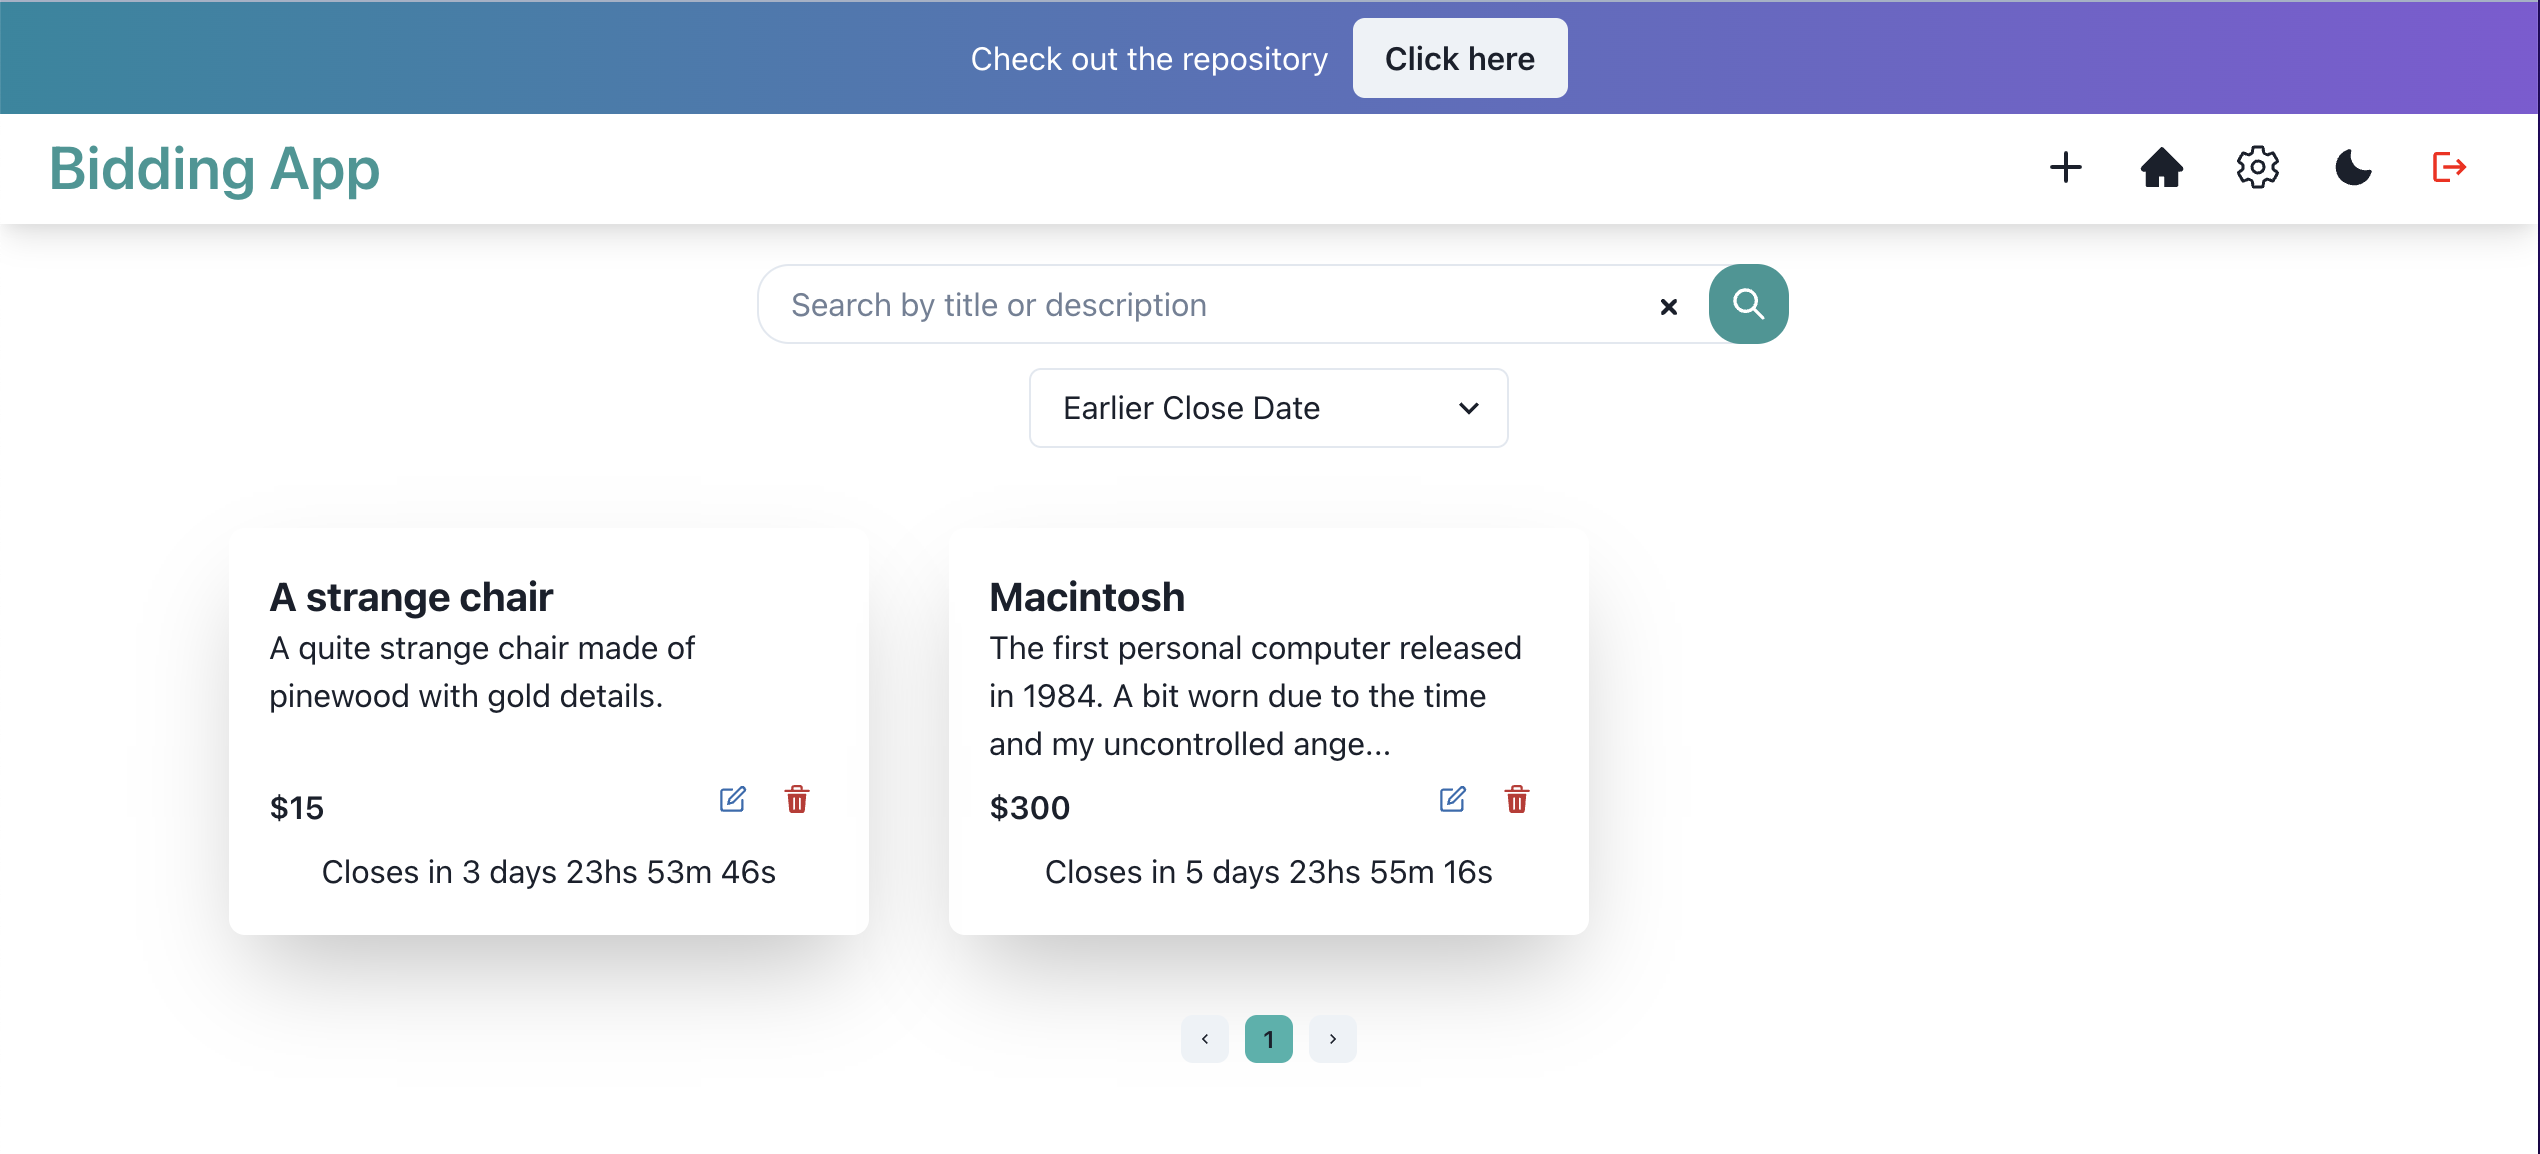 Check out the repository Click here
Bidding App
Search by title or description
Earlier Close Date
A strange chair
A quite strange chair made of
pinewood with gold details.
$15
Closes in 3 days 23hs 53m 46s
Macintosh
The first personal computer released
in 1984. A bit worn due to the time
and my uncontrolled ange...
$300
Closes in 5 days 23hs 55m 16s
1